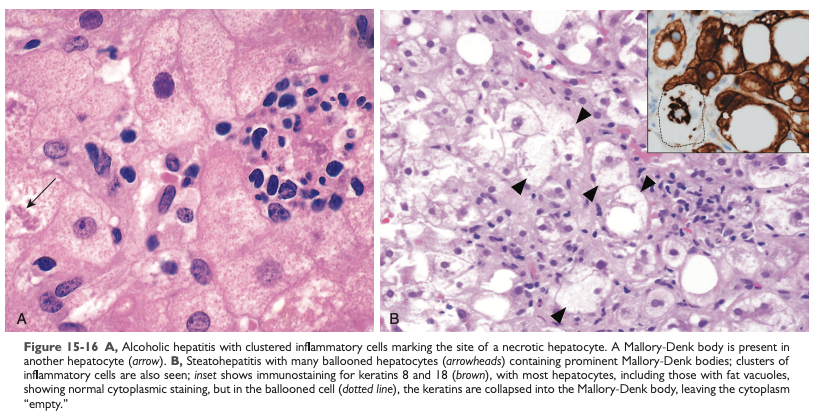 A
B
Figure 15-16 A, Alcoholic hepatitis with clustered inflammatory cells marking the site of a necrotic hepatocyte. A Mallory-Denk body is present in
another hepatocyte (arrow). B, Steatohepatitis with many ballooned hepatocytes (arrowheads) containing prominent Mallory-Denk bodies; clusters of
inflammatory cells are also seen; inset shows immunostaining for keratins 8 and 18 (brown), with most hepatocytes, including those with fat vacuoles,
showing normal cytoplasmic staining, but in the ballooned cell (dotted line), the keratins are collapsed into the Mallory-Denk body, leaving the cytoplasm
“empty.”